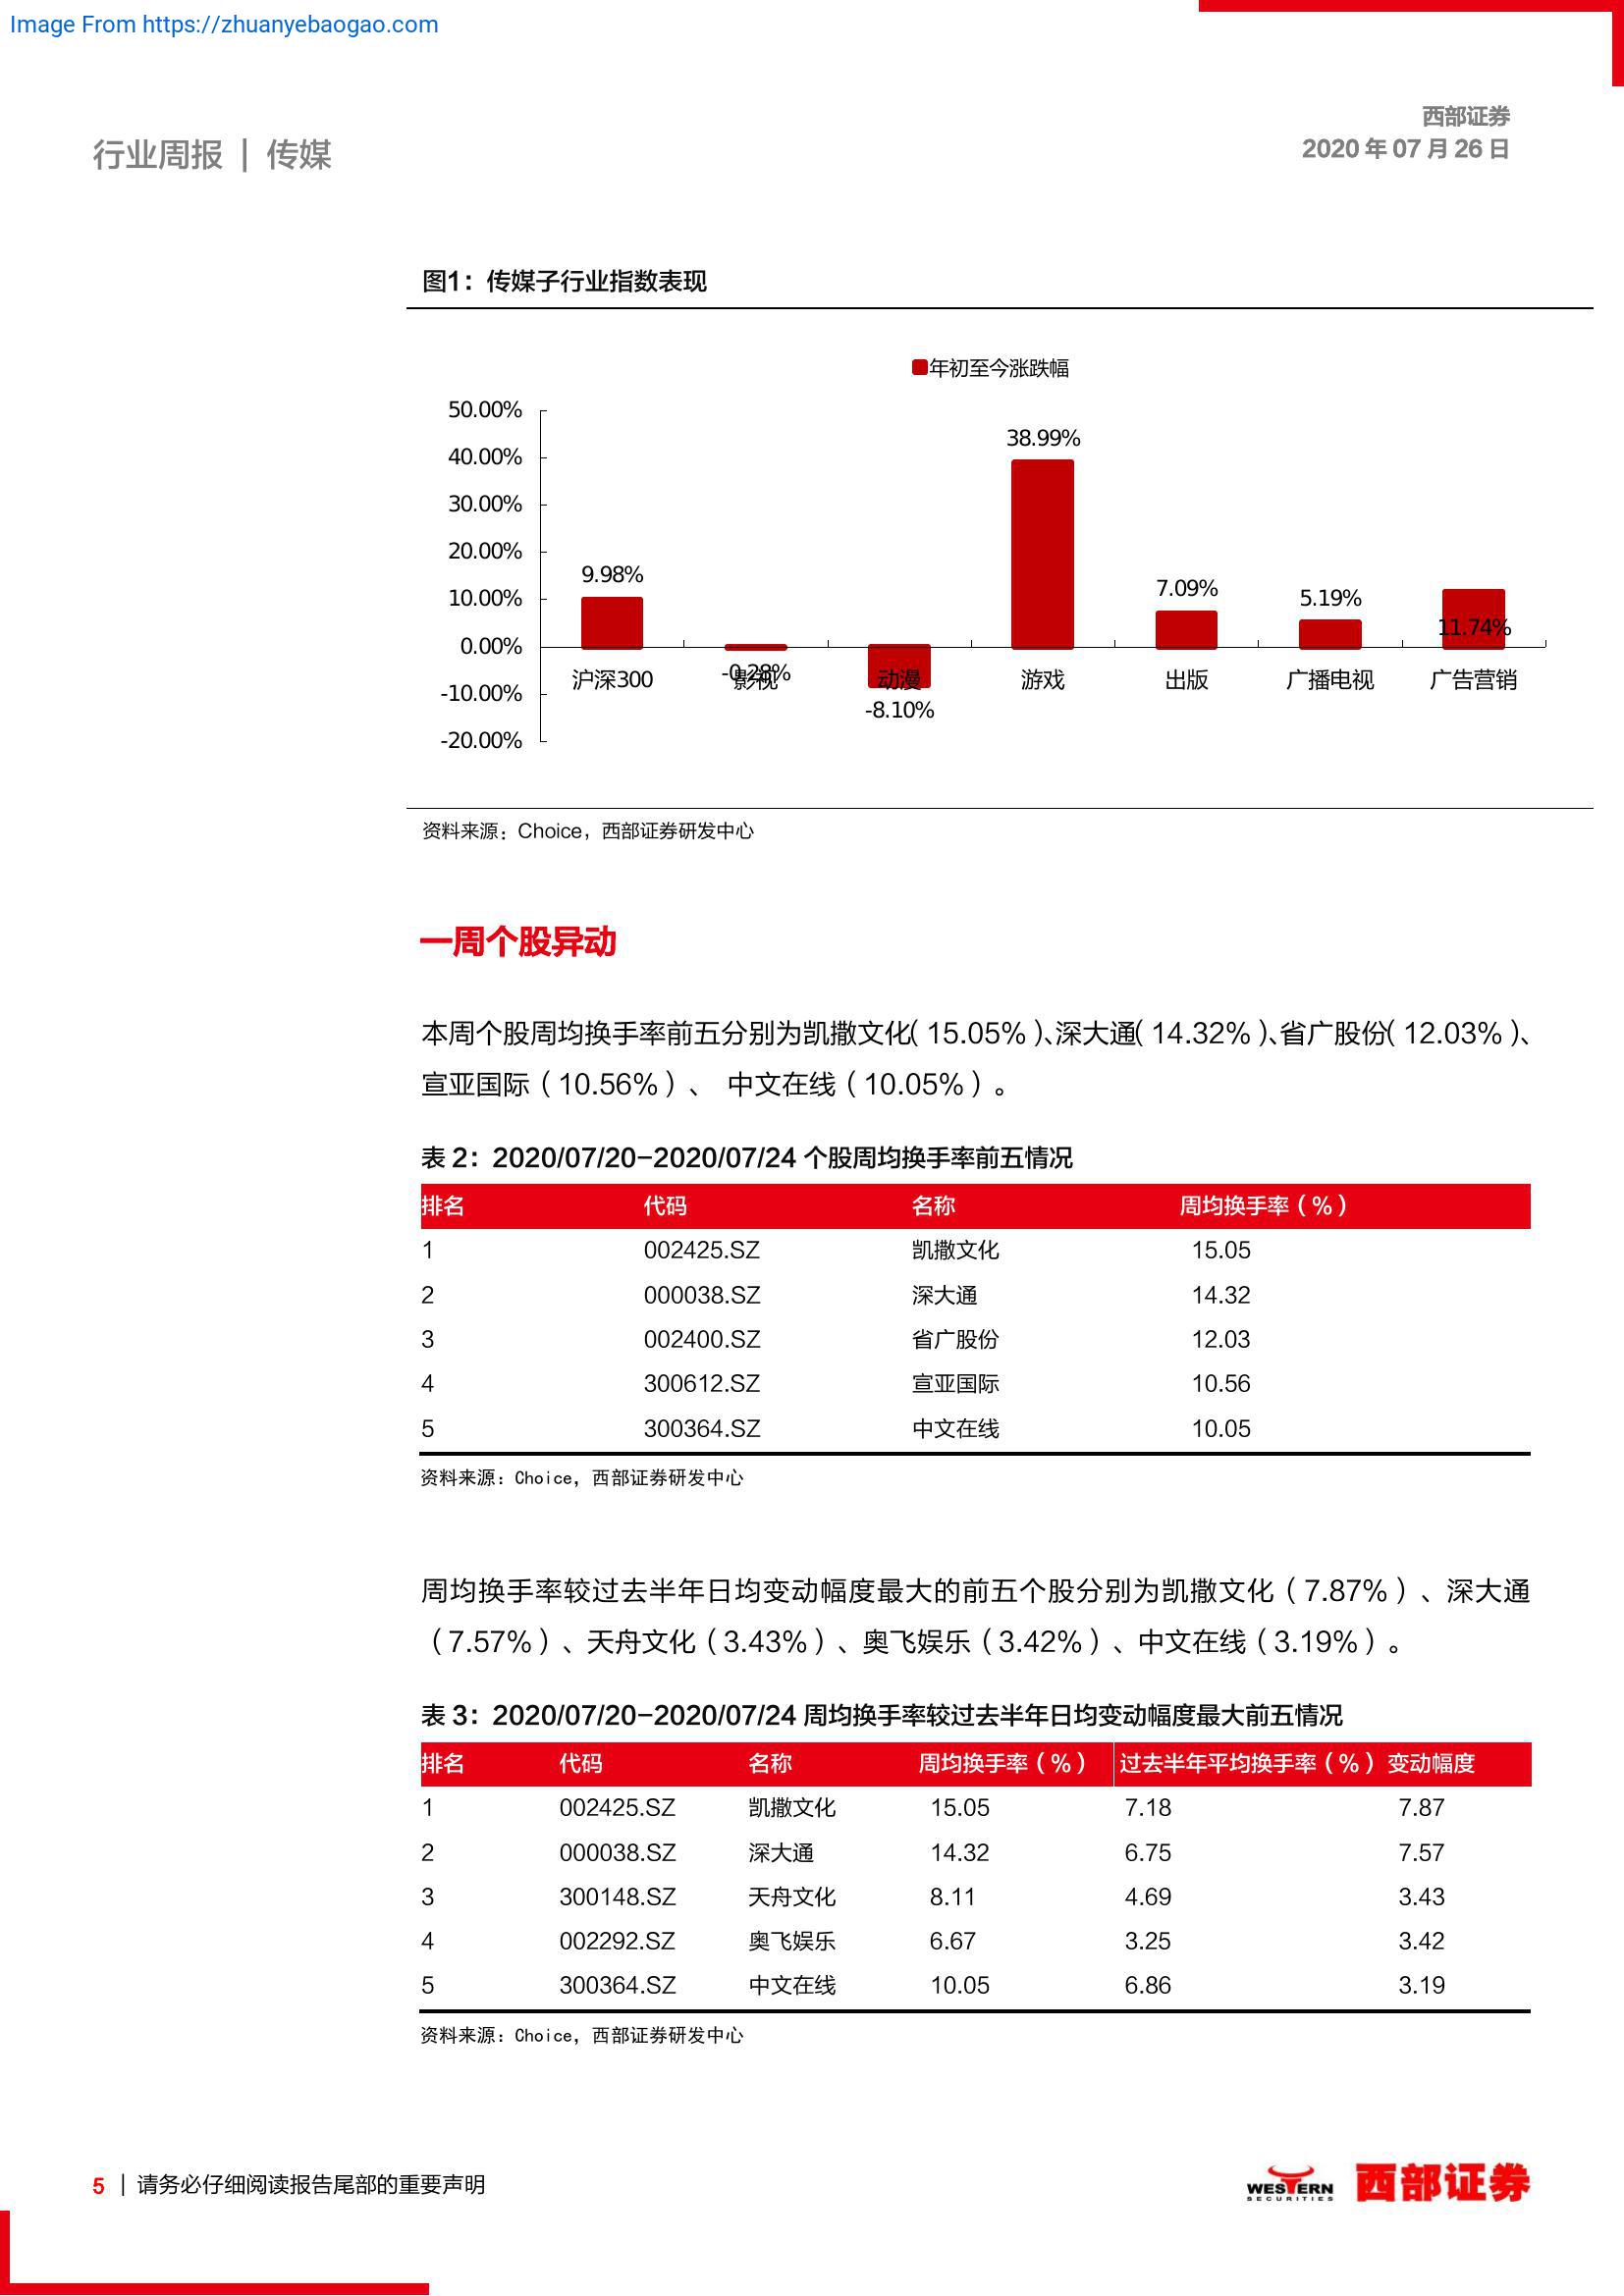 Image From https://zhuanyebaogao.com
西部证券
行业周报 | 传媒
2020 年 07 月 26 日
图1：传媒子行业指数表现
年初至今涨跌幅
50.00%
40.00%
30.00%
20.00%
10.00%
0.00%
-10.00%
-20.00%
9.98%
-0.28%
-8.10%
38.99%
7.09%
5.19%
11.74%
沪深300 影视 动漫 游戏 出版 广播电视 广告营销
资料来源：Choice，西部证券研发中心
一周个股异动
本周个股周均换手率前五分别为凯撒文化（15.05%）、深大通（14.32%）、省广股份（12.03%）、
宣亚国际（10.56%）、 中文在线（10.05%）。
表 2：2020/07/20-2020/07/24 个股周均换手率前五情况
排名 代码 名称 周均换手率（%）
1 002425.SZ 凯撒文化 15.05
2 000038.SZ 深大通 14.32
3 002400.SZ 省广股份 12.03
4 300612.SZ 宣亚国际 10.56
5 300364.SZ 中文在线 10.05
资料来源：Choice，西部证券研发中心
周均换手率较过去半年日均变动幅度最大的前五个股分别为凯撒文化（7.87%）、深大通
（7.57%）、天舟文化（3.43%）、奥飞娱乐（3.42%）、中文在线（3.19%）。
表 3：2020/07/20-2020/07/24 周均换手率较过去半年日均变动幅度最大前五情况
排名 代码 名称 周均换手率（%） 过去半年平均换手率（%） 变动幅度
1 002425.SZ 凯撒文化 15.05 7.18 7.87
2 000038.SZ 深大通 14.32 6.75 7.57
3 300148.SZ 天舟文化 8.11 4.69 3.43
4 002292.SZ 奥飞娱乐 6.67 3.25 3.42
5 300364.SZ 中文在线 10.05 6.86 3.19
资料来源：Choice，西部证券研发中心
5 | 请务必仔细阅读报告尾部的重要声明
WESTERN
SECURITIES
西部证券